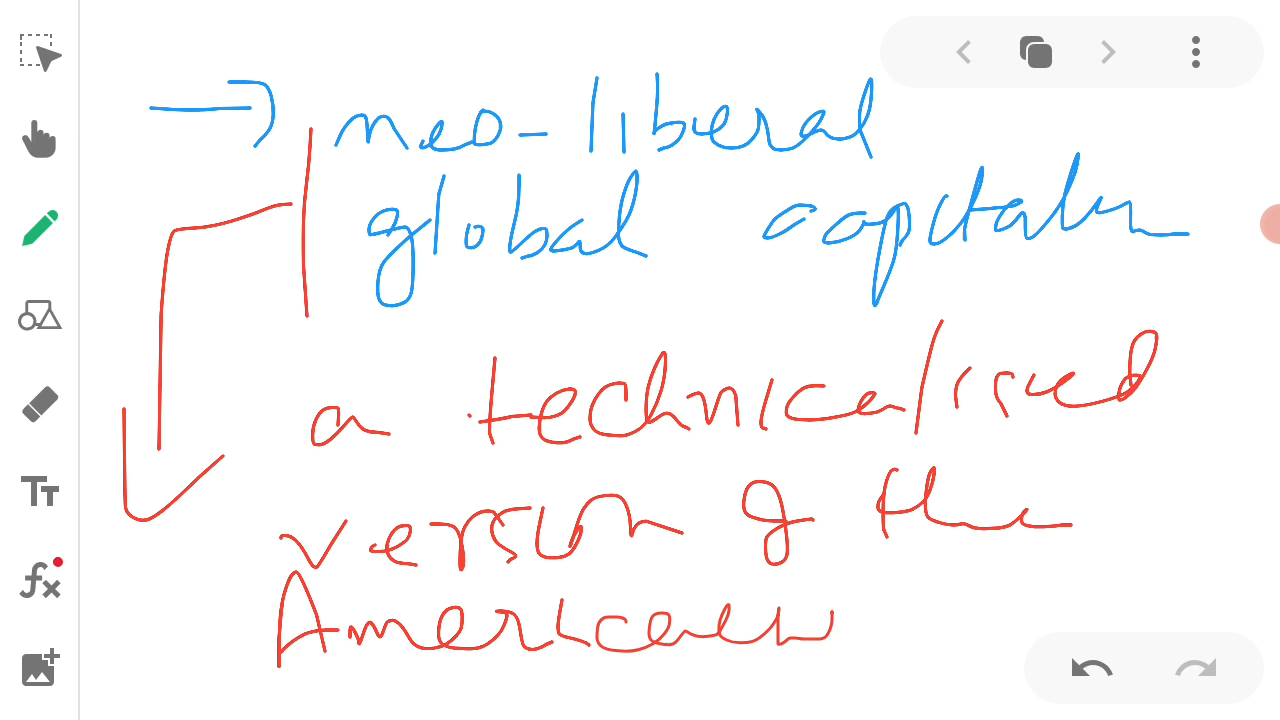 neo-liberal
global capitalism
a technicalised
version of the
American